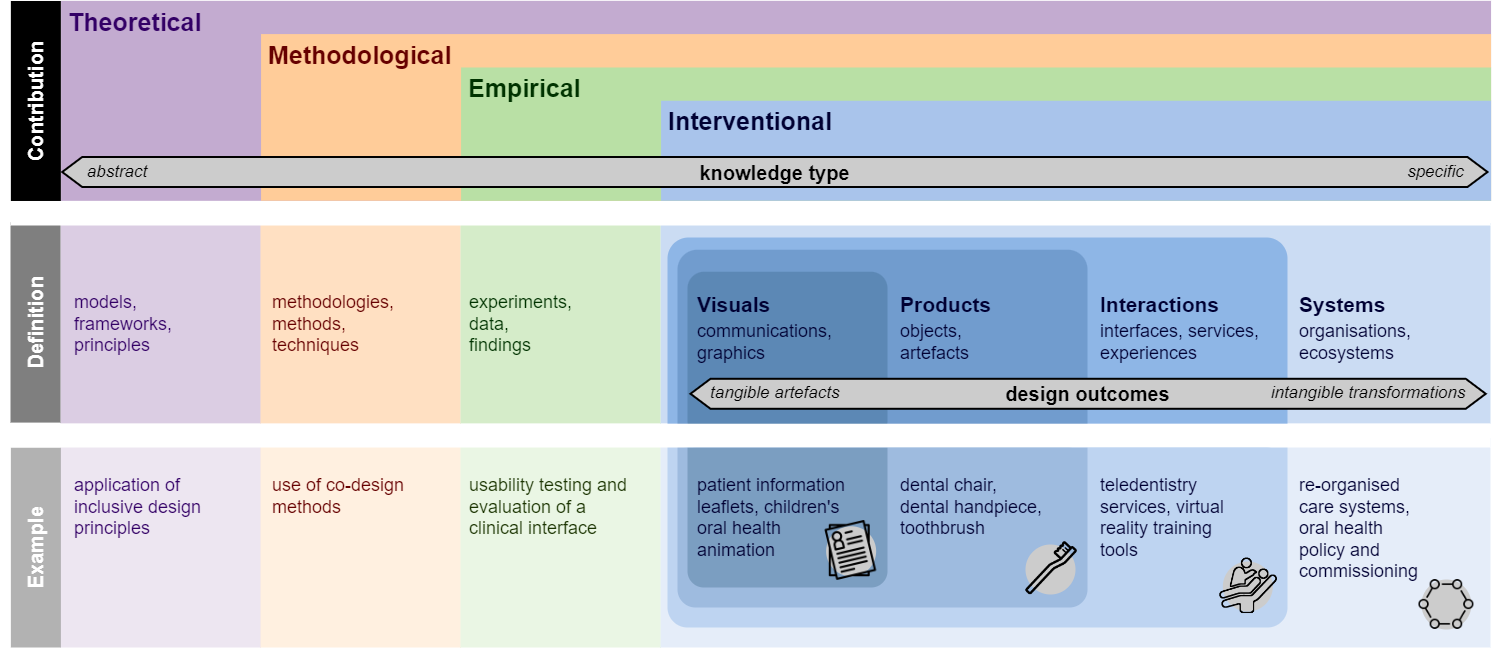 Contribution
Theoretical
Methodological
Empirical
Interventional
abstract
knowledge type
specific
Definition
models,
frameworks,
principles
methodologies,
methods,
techniques
experiments,
data,
findings
Visuals
communications,
graphics
Products
objects,
artefacts
Interactions
interfaces, services,
experiences
Systems
organisations,
ecosystems
tangible artefacts
design outcomes
intangible transformations
Example
application of
inclusive design
principles
use of co-design
methods
usability testing and
evaluation of a
clinical interface
patient information
leaflets, children's
oral health
animation
dental chair,
dental handpiece,
toothbrush
teledentistry
services, virtual
reality training
tools
re-organised
care systems,
oral health
policy and
commissioning